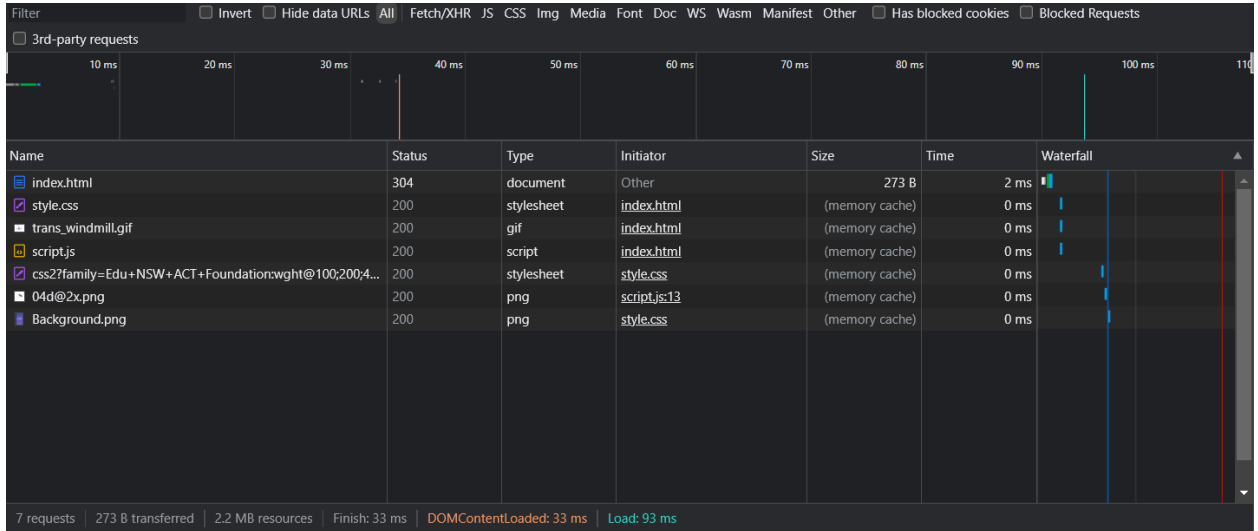 Filter Invert Hide data URLs All Fetch/XHR JS CSS Img Media Font Doc WS Wasm Manifest Other Has blocked cookies Blocked Requests
3rd-party requests
10 ms 20 ms 30 ms 40 ms 50 ms 60 ms 70 ms 80 ms 90 ms 100 ms 110
Name Status Type Initiator Size Time Waterfall
index.html 304 document Other 273 B 2 ms
style.css 200 stylesheet index.html (memory cache) 0 ms
trans_windmill.gif 200 gif index.html (memory cache) 0 ms
script.js 200 script index.html (memory cache) 0 ms
css2?family=Edu+NSW+ACT+Foundation:wght@100;200;4... 200 stylesheet style.css (memory cache) 0 ms
04d@2x.png 200 png script.js:13 (memory cache) 0 ms
Background.png 200 png style.css (memory cache) 0 ms
7 requests 273 B transferred 2.2 MB resources Finish: 33 ms DOMContentLoaded: 33 ms Load: 93 ms